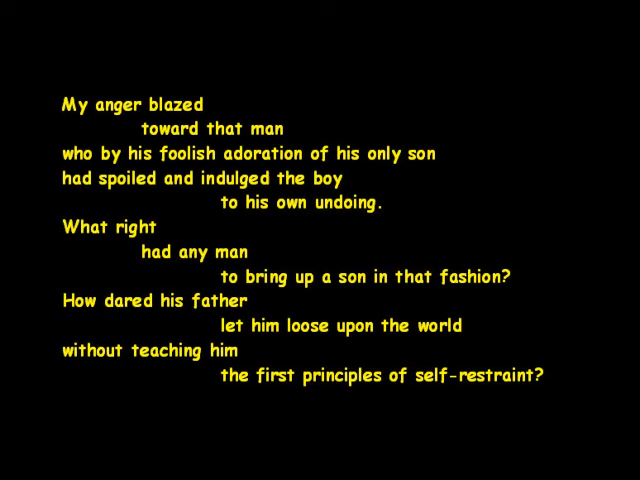 My anger blazed
toward that man
who by his foolish adoration of his only son
had spoiled and indulged the boy
to his own undoing.
What right
had any man
to bring up a son in that fashion?
How dared his father
let him loose upon the world
without teaching him
the first principles of self-restraint?